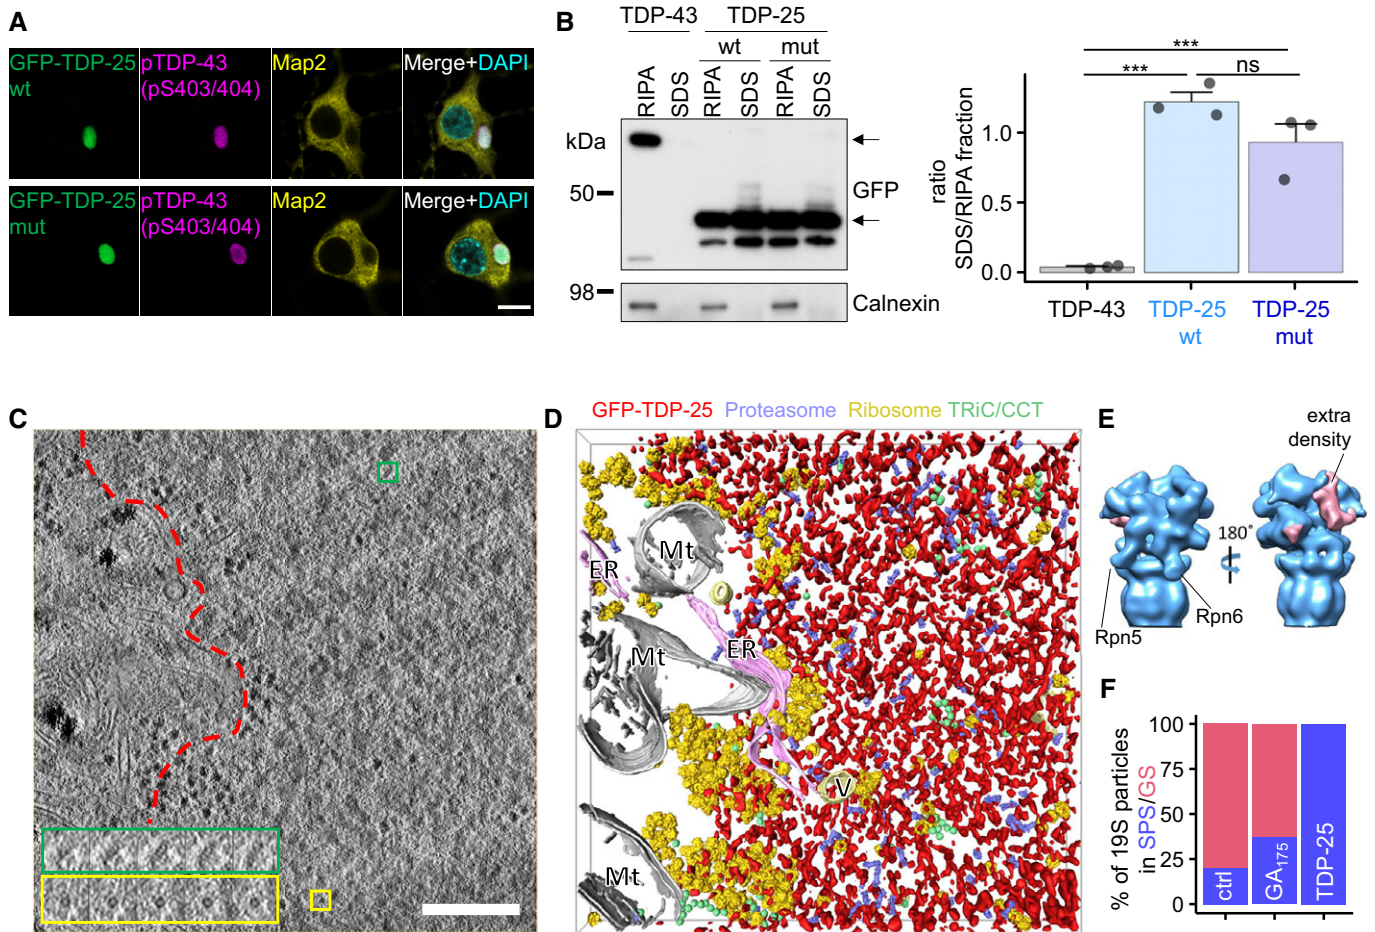 A
GFP-TDP-25
wt
pTDP-43
(pS403/404)
Map2
Merge+DAPI
GFP-TDP-25
mut
pTDP-43
(pS403/404)
Map2
Merge+DAPI
B
TDP-43 TDP-25
wt mut
RIPA SDS RIPA SDS RIPA SDS
kDa
50
GFP
98
Calnexin
ratio
SDS/RIPA fraction
1.0
0.5
0.0
***
*** ns
TDP-43 TDP-25 TDP-25
wt mut
C
D
GFP-TDP-25 Proteasome Ribosome TRiC/CCT
Mt
ER
Mt
ER
V
Mt
E
extra
density
180°
Rpn5
Rpn6
F
% of 19S particles
in SPS/GS
100
75
50
25
0
ctrl
GA175
TDP-25